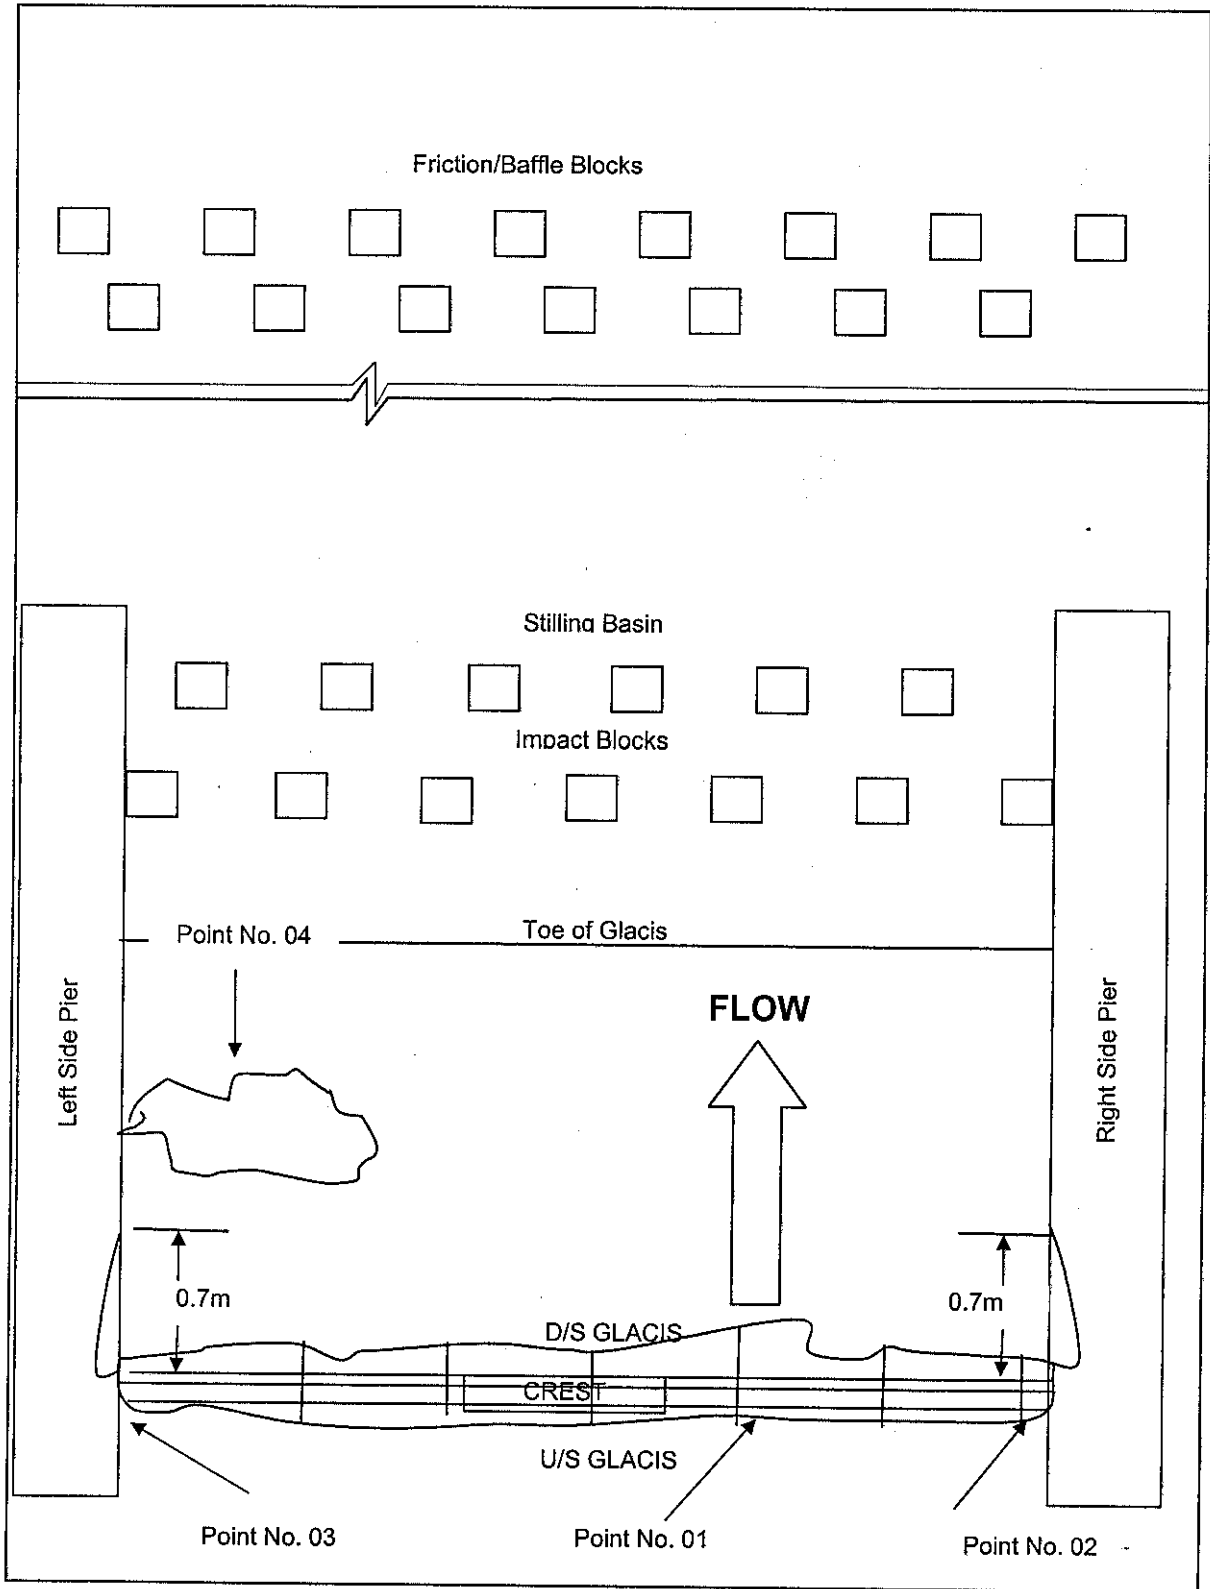 Friction/Baffle Blocks
Stilling Basin
Impact Blocks
Point No. 04
Toe of Glacis
FLOW
Left Side Pier
Right Side Pier
0.7m
0.7m
D/S GLACIS
CREST
U/S GLACIS
Point No. 03
Point No. 01
Point No. 02